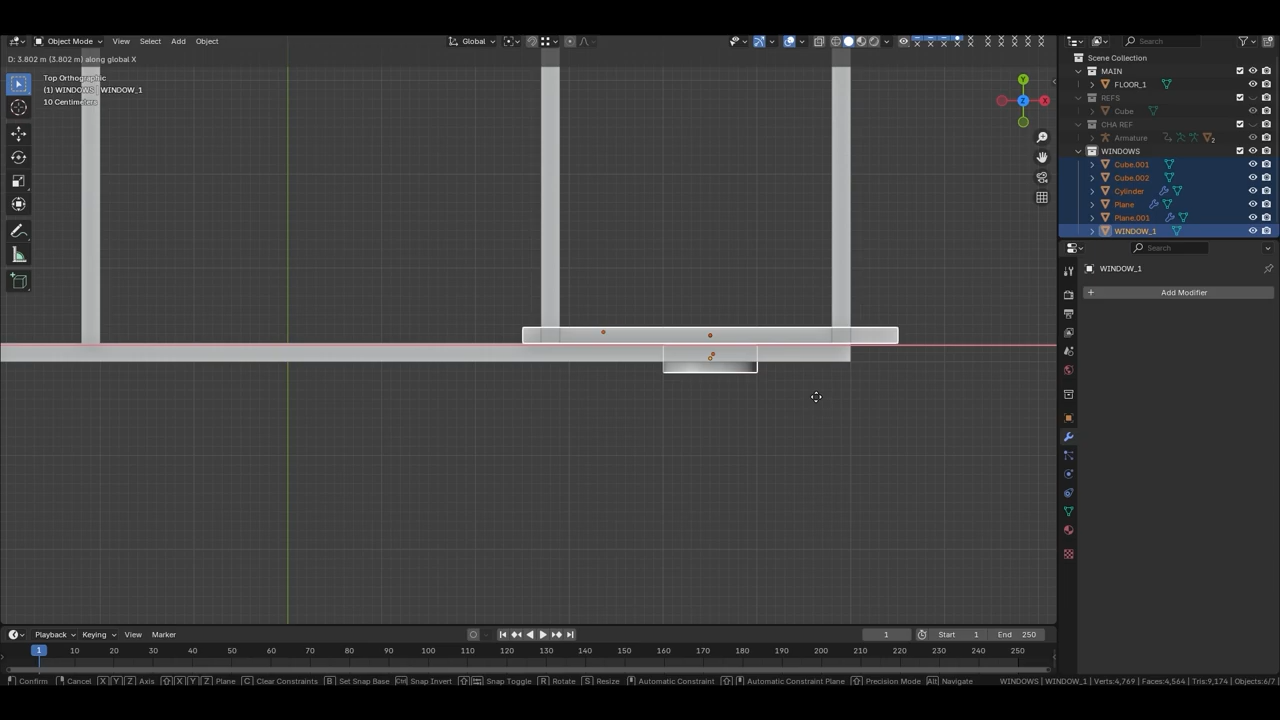 Object Mode View Select Add Object Global Search
D: 3.802 m (3.802 m) along global X
Top Orthographic
(1) WINDOWS | WINDOW_1
10 Centimeters
Y
Z
X
Scene Collection
MAIN
FLOOR_1
REFS
Cube
CHA REF
Armature 2
WINDOWS
Cube.001
Cube.002
Cylinder
Plane
Plane.001
WINDOW_1
Search
WINDOW_1
+ Add Modifier
Playback Keying View Marker 1 Start 1 End 250
1 10 20 30 40 50 60 70 80 90 100 110 120 130 140 150 160 170 180 190 200 210 220 230 240 250
Confirm Cancel X Y Z Axis X Y Z Plane C Clear Constraints B Set Snap Base Ctrl Snap Invert Snap Toggle R Rotate S Resize Automatic Constraint Automatic Constraint Plane Precision Mode Alt Navigate WINDOWS | WINDOW_1 | Verts:4,769 | Faces:4,564 | Tris:9,174 | Objects:6/7